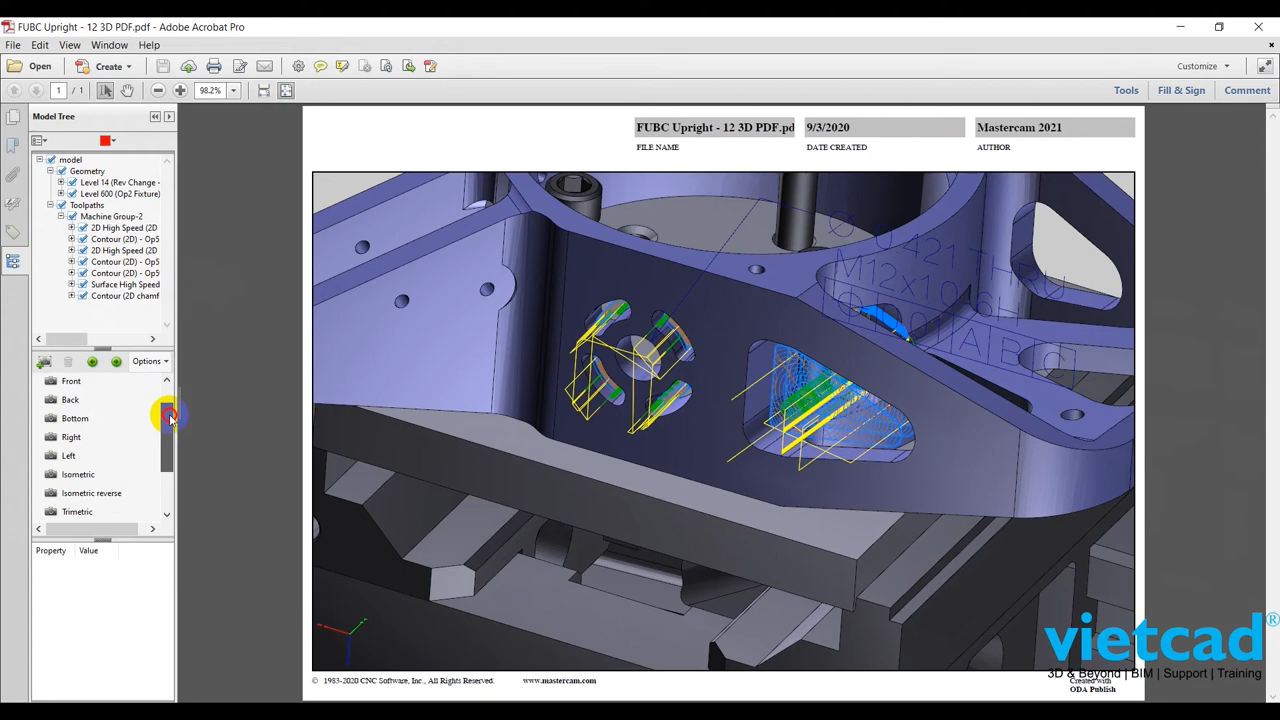 FUBC Upright - 12 3D PDF.pdf - Adobe Acrobat Pro
File Edit View Window Help
Open Create Customize
1 / 1 98.2% Tools Fill & Sign Comment
Model Tree
model
Geometry
Level 14 (Rev Change -
Level 600 (Op2 Fixture)
Toolpaths
Machine Group-2
2D High Speed (2D
Contour (2D) - Op5
2D High Speed (2D
Contour (2D) - Op5
Contour (2D) - Op5
Surface High Speed
Contour (2D chamf
Options
Front
Back
Bottom
Right
Left
Isometric
Isometric reverse
Trimetric
Property Value
FUBC Upright - 12 3D PDF.pd 9/3/2020 Mastercam 2021
FILE NAME DATE CREATED AUTHOR
Ø 0.421 THRU
A B C
© 1983-2020 CNC Software, Inc., All Rights Reserved. www.mastercam.com
Created with
ODA Publish
vietcad®
3D & Beyond | BIM | Support | Training